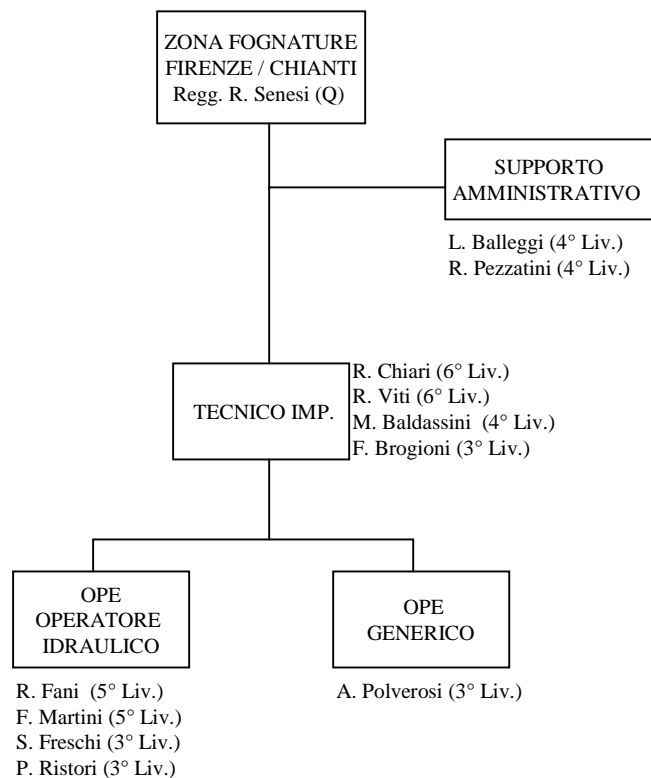 ZONA FOGNATURE
FIRENZE / CHIANTI
Regg. R. Senesi (Q)
SUPPORTO
AMMINISTRATIVO
L. Balleggi (4° Liv.)
R. Pezzatini (4° Liv.)
TECNICO IMP.
R. Chiari (6° Liv.)
R. Viti (6° Liv.)
M. Baldassini (4° Liv.)
F. Brogioni (3° Liv.)
OPE
OPERATORE
IDRAULICO
R. Fani (5° Liv.)
F. Martini (5° Liv.)
S. Freschi (3° Liv.)
P. Ristori (3° Liv.)
OPE
GENERICO
A. Polverosi (3° Liv.)